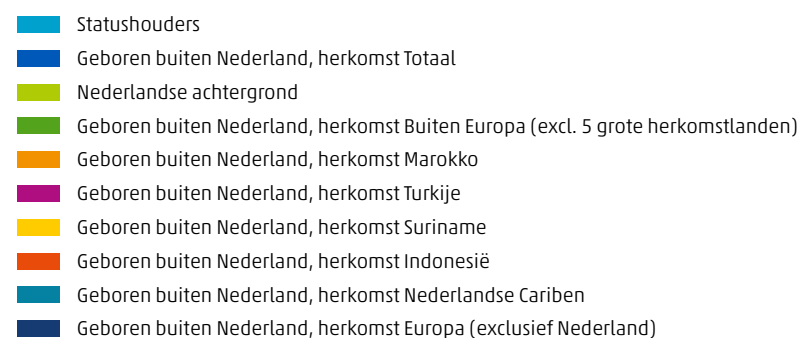 Statushouders
Geboren buiten Nederland, herkomst Totaal
Nederlandse achtergrond
Geboren buiten Nederland, herkomst Buiten Europa (excl. 5 grote herkomstlanden)
Geboren buiten Nederland, herkomst Marokko
Geboren buiten Nederland, herkomst Turkije
Geboren buiten Nederland, herkomst Suriname
Geboren buiten Nederland, herkomst Indonesië
Geboren buiten Nederland, herkomst Nederlandse Cariben
Geboren buiten Nederland, herkomst Europa (exclusief Nederland)